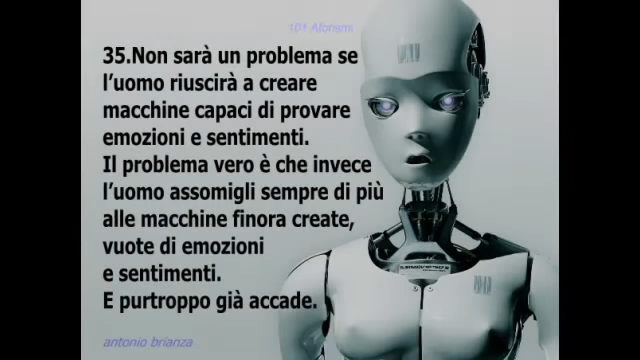 101 Aforismi
35.Non sarà un problema se
l'uomo riuscirà a creare
macchine capaci di provare
emozioni e sentimenti.
Il problema vero è che invece
l'uomo assomigli sempre di più
alle macchine finora create,
vuote di emozioni
e sentimenti.
E purtroppo già accade.
antonio brianza